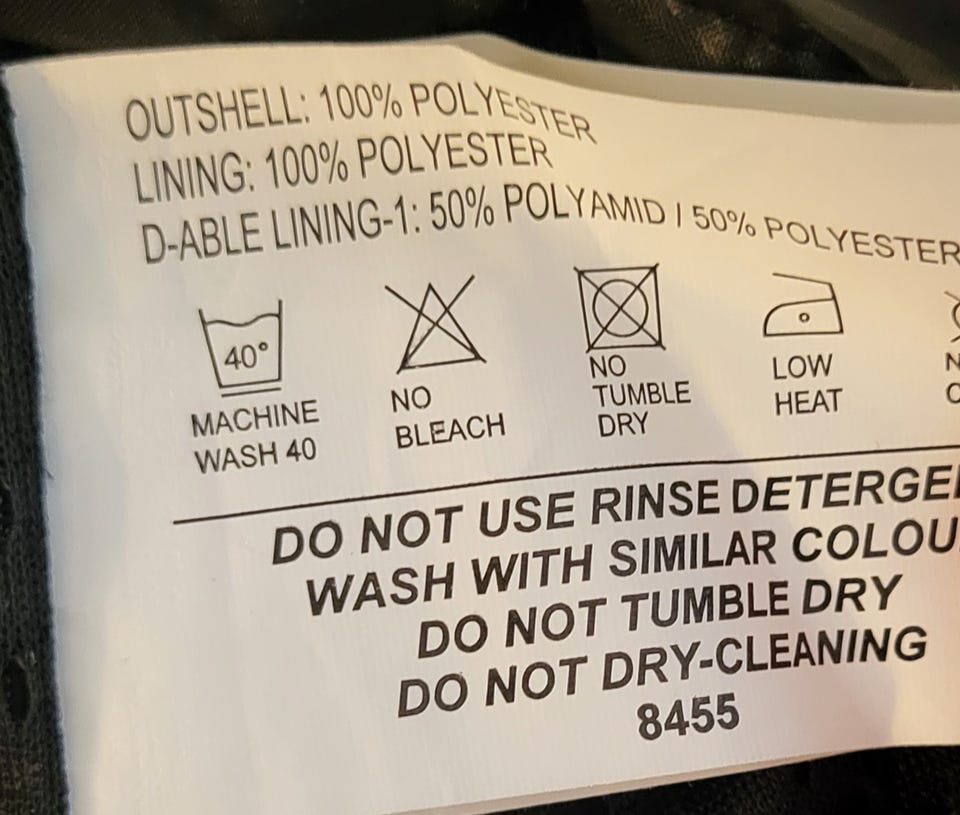 OUTSHELL: 100% POLYESTER
LINING: 100% POLYESTER
D-ABLE LINING-1: 50% POLYAMID / 50% POLYESTER
40°
MACHINE
WASH 40
NO
BLEACH
NO
TUMBLE
DRY
LOW
HEAT
DO NOT USE RINSE
WASH WITH SIMILAR
DO NOT TUMBLE DRY
DO NOT DRY-CLEANING
8455